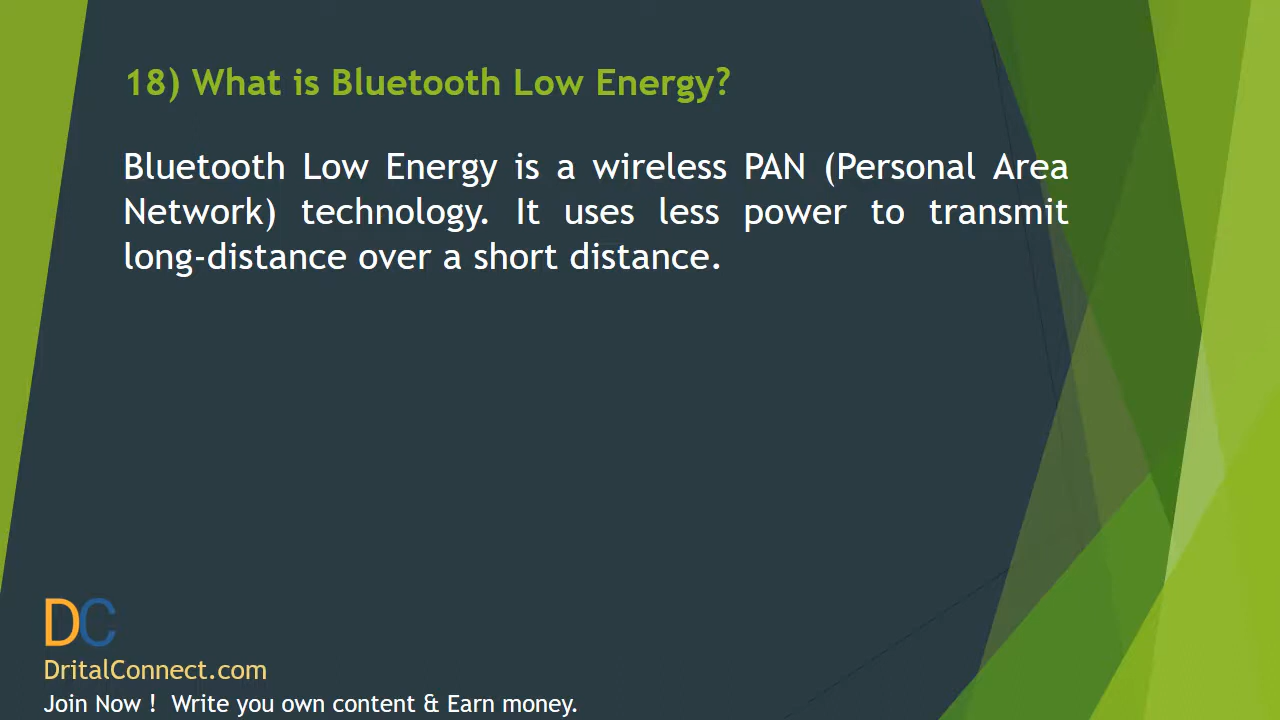 18) What is Bluetooth Low Energy?
Bluetooth Low Energy is a wireless PAN (Personal Area
Network) technology. It uses less power to transmit
long-distance over a short distance.
DC
DritalConnect.com
Join Now ! Write you own content & Earn money.